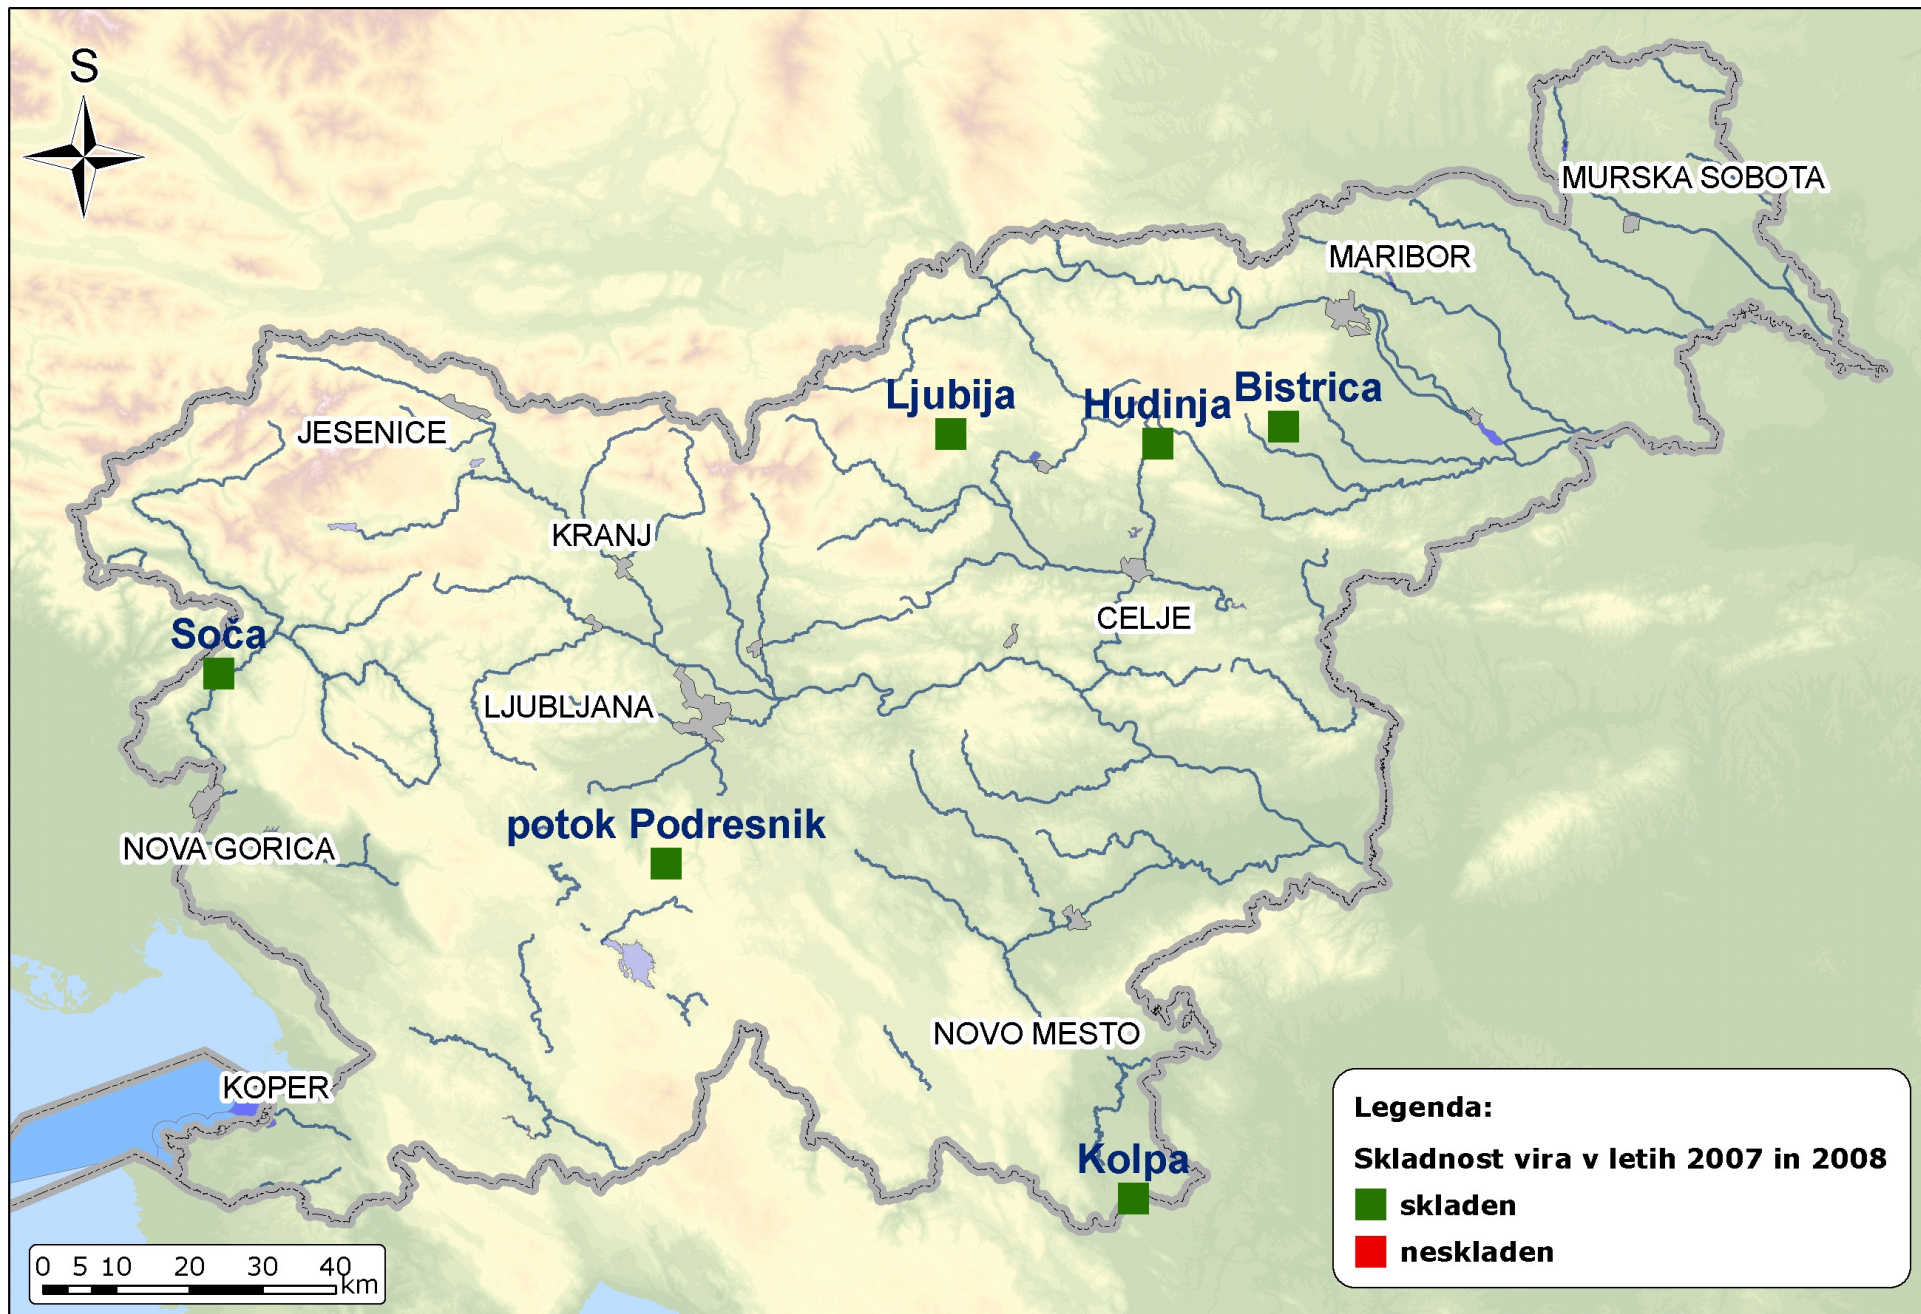 S
MURSKA SOBOTA
MARIBOR
Ljubija
Hudinja
Bistrica
JESENICE
KRANJ
CELJE
Soča
LJUBLJANA
potok Podresnik
NOVA GORICA
NOVO MESTO
KOPER
Kolpa
Legenda:
Skladnost vira v letih 2007 in 2008
skladen
neskladen
0 5 10 20 30 40
km